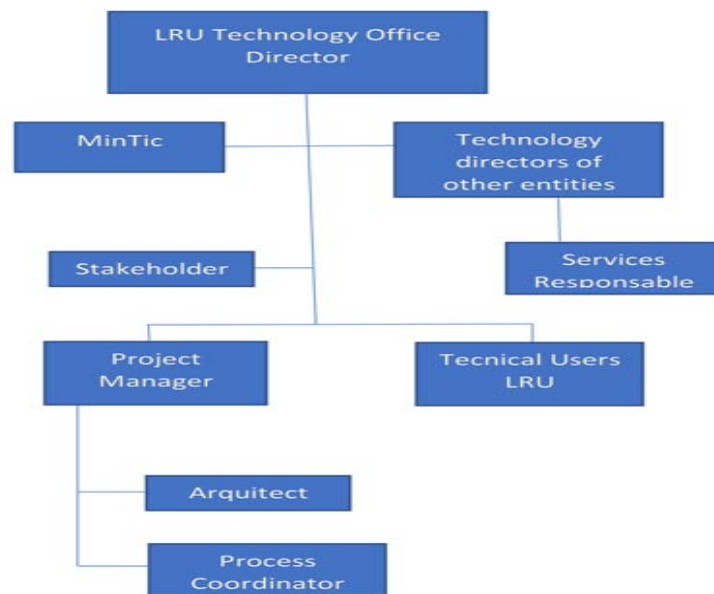 LRU Technology Office
Director
MinTic
Technology
directors of
other entities
Stakeholder
Services
Responsable
Project
Manager
Tecnical Users
LRU
Arquitect
Process
Coordinator